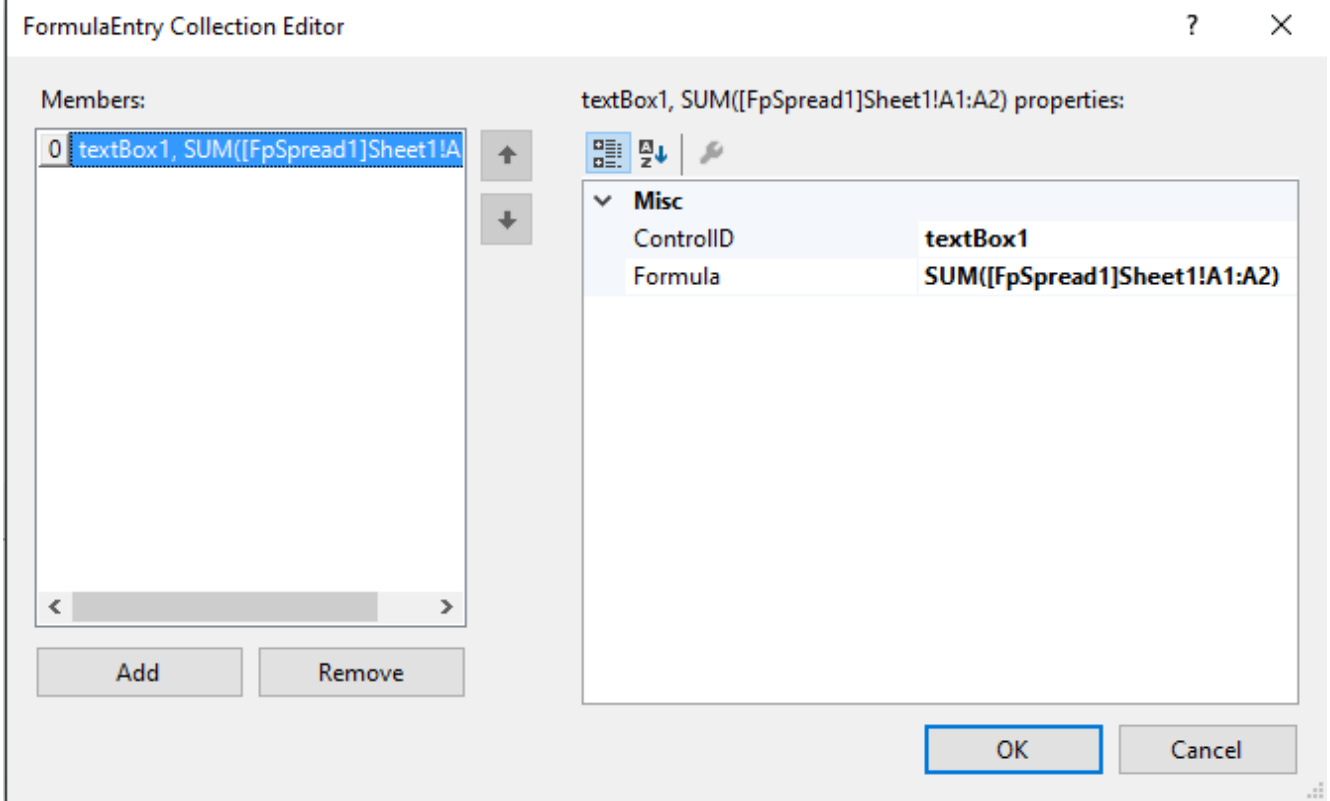 FormulaEntry Collection Editor
?
Members:
textBox1, SUM([FpSpread1]Sheet1!A1:A2) properties:
0 textBox1, SUM([FpSpread1]Sheet1!A
Misc
ControlID textBox1
Formula SUM([FpSpread1]Sheet1!A1:A2)
Add Remove
OK Cancel